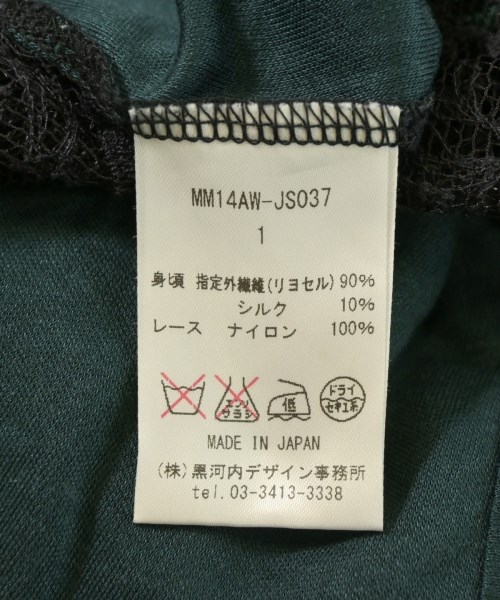 MM14AW-JS037
1
身頃 指定外繊維(リヨセル) 90%
シルク 10%
レース ナイロン 100%
エンソ サラシ 低 ドライ セキユ系
MADE IN JAPAN
(株)黒河内デザイン事務所
tel. 03-3413-3338